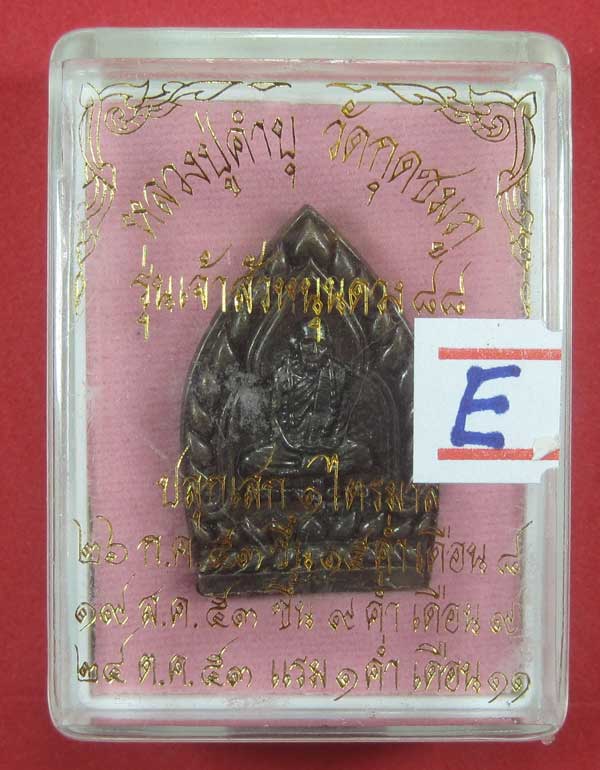 หลวงปู่คำบุ วัดกุดชมภู
รุ่นเจ้าสัวหนุนดวง ๘๘
E
ปลุกเสก ๑ ไตรมาส
๒๖ ก.ค. ๕๓ ขึ้น ๑๕ ค่ำ เดือน ๘
๑๙ ส.ค. ๕๓ ขึ้น ๙ ค่ำ เดือน ๙
๒๔ ต.ค. ๕๓ แรม ๑ ค่ำ เดือน ๑๑